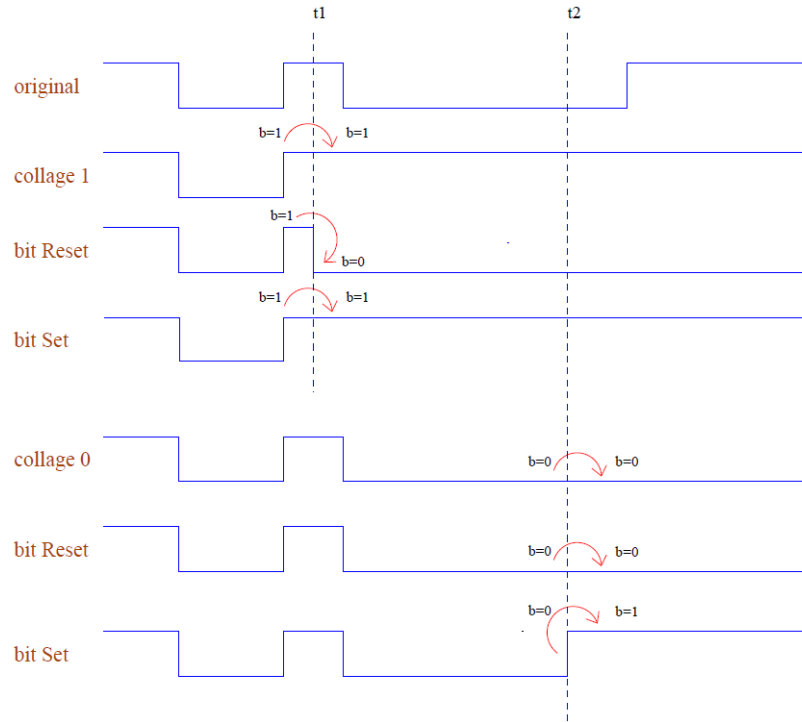 t1 t2
original
b=1 b=1
collage 1
b=1
bit Reset
b=0
b=1 b=1
bit Set
collage 0
b=0 b=0
bit Reset
b=0 b=0
b=0 b=1
bit Set